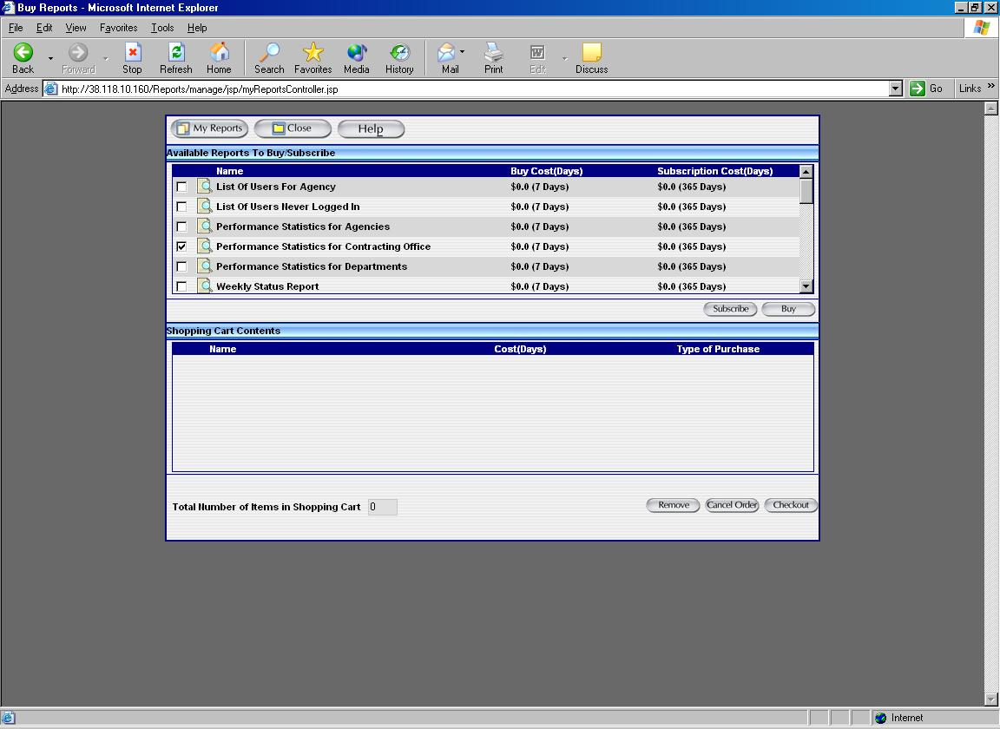 Buy Reports - Microsoft Internet Explorer
File Edit View Favorites Tools Help
Back Forward Stop Refresh Home Search Favorites Media History Mail Print Edit Discuss
Address http://38.118.10.160/Reports/manage/jsp/myReportsController.jsp Go Links »
My Reports Close Help
Available Reports To Buy/Subscribe
Name Buy Cost(Days) Subscription Cost(Days)
List Of Users For Agency $0.0 (7 Days) $0.0 (365 Days)
List Of Users Never Logged In $0.0 (7 Days) $0.0 (365 Days)
Performance Statistics for Agencies $0.0 (7 Days) $0.0 (365 Days)
Performance Statistics for Contracting Office $0.0 (7 Days) $0.0 (365 Days)
Performance Statistics for Departments $0.0 (7 Days) $0.0 (365 Days)
Weekly Status Report $0.0 (7 Days) $0.0 (365 Days)
Subscribe Buy
Shopping Cart Contents
Name Cost(Days) Type of Purchase
Total Number of Items in Shopping Cart 0 Remove Cancel Order Checkout
Internet